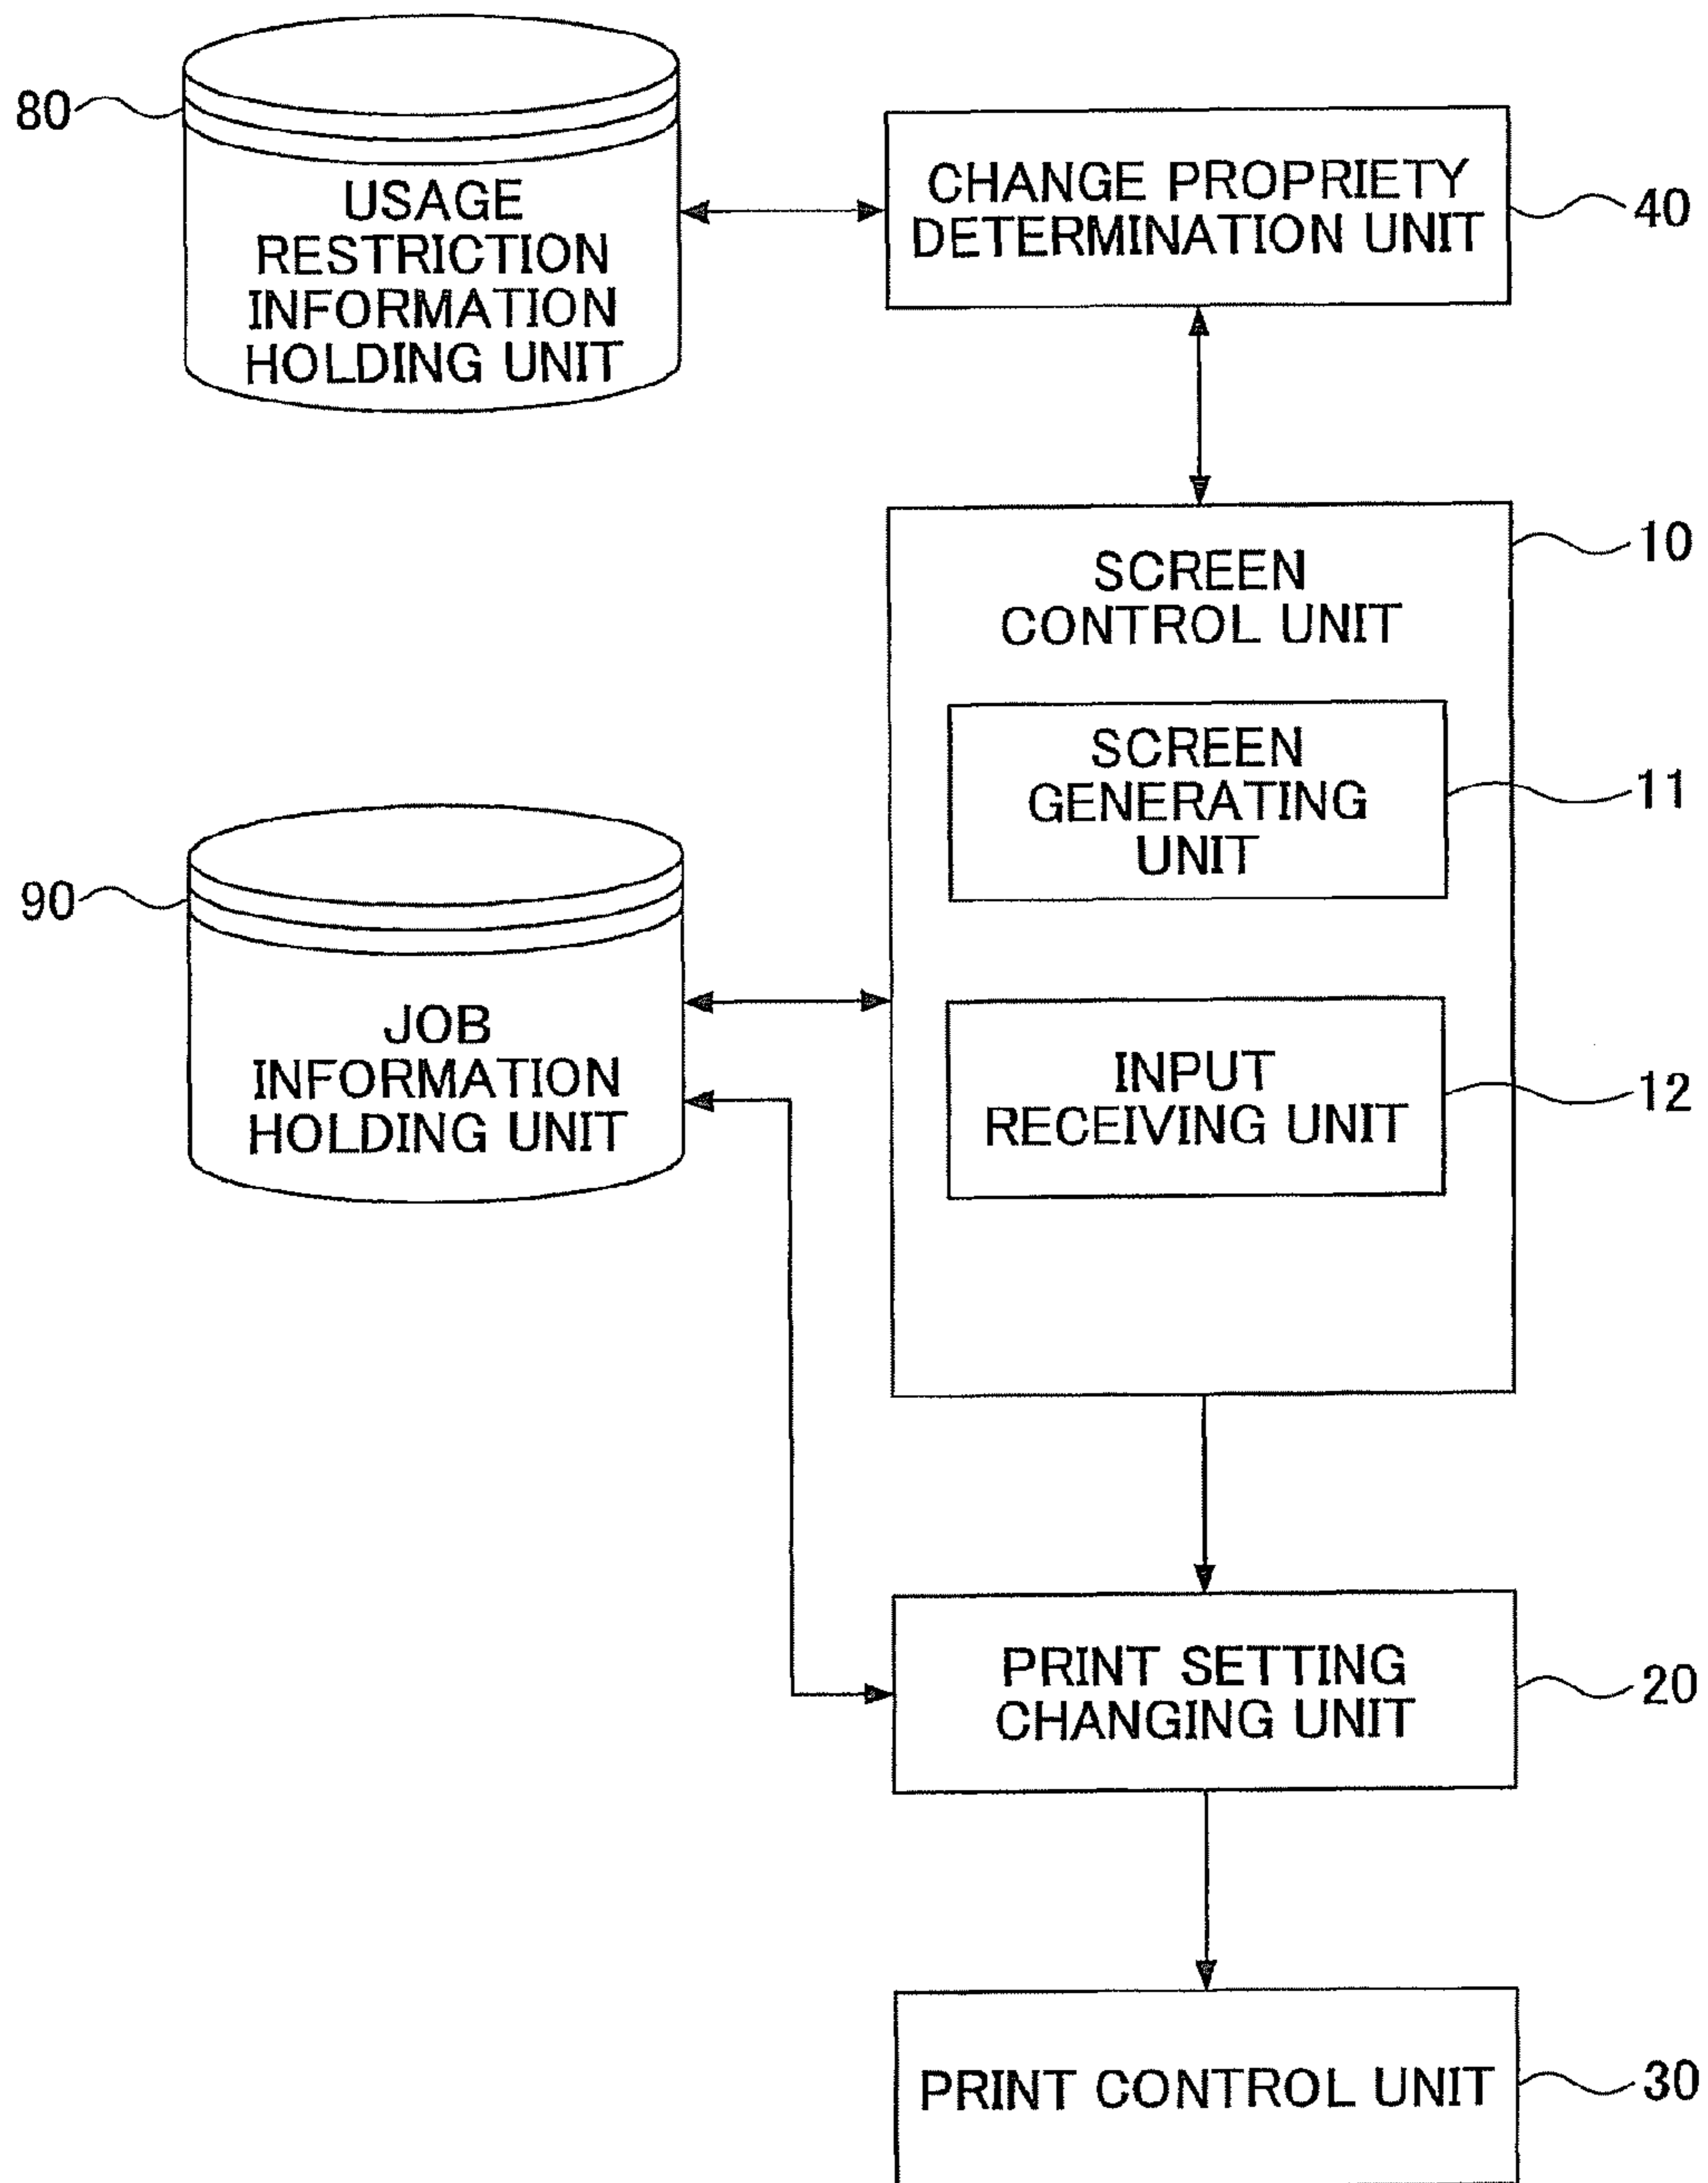 80
USAGE
RESTRICTION
INFORMATION
HOLDING UNIT
CHANGE PROPRIETY
DETERMINATION UNIT
40
SCREEN
CONTROL UNIT
10
SCREEN
GENERATING
UNIT
11
90
JOB
INFORMATION
HOLDING UNIT
INPUT
RECEIVING UNIT
12
PRINT SETTING
CHANGING UNIT
20
PRINT CONTROL UNIT
30